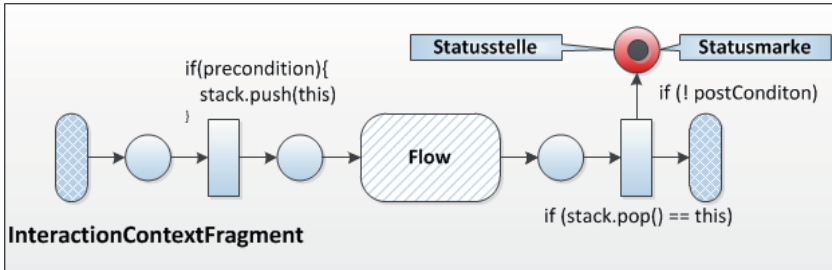 Statusstelle
Statusmarke
if(precondition){
stack.push(this)
}
if (! postConditon)
Flow
if (stack.pop() == this)
InteractionContextFragment